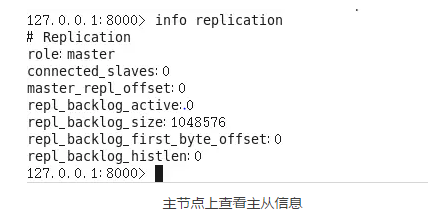 127.0.0.1:8000> info replication
# Replication
role:master
connected_slaves:0
master_repl_offset:0
repl_backlog_active:0
repl_backlog_size:1048576
repl_backlog_first_byte_offset:0
repl_backlog_histlen:0
127.0.0.1:8000>
主节点上查看主从信息